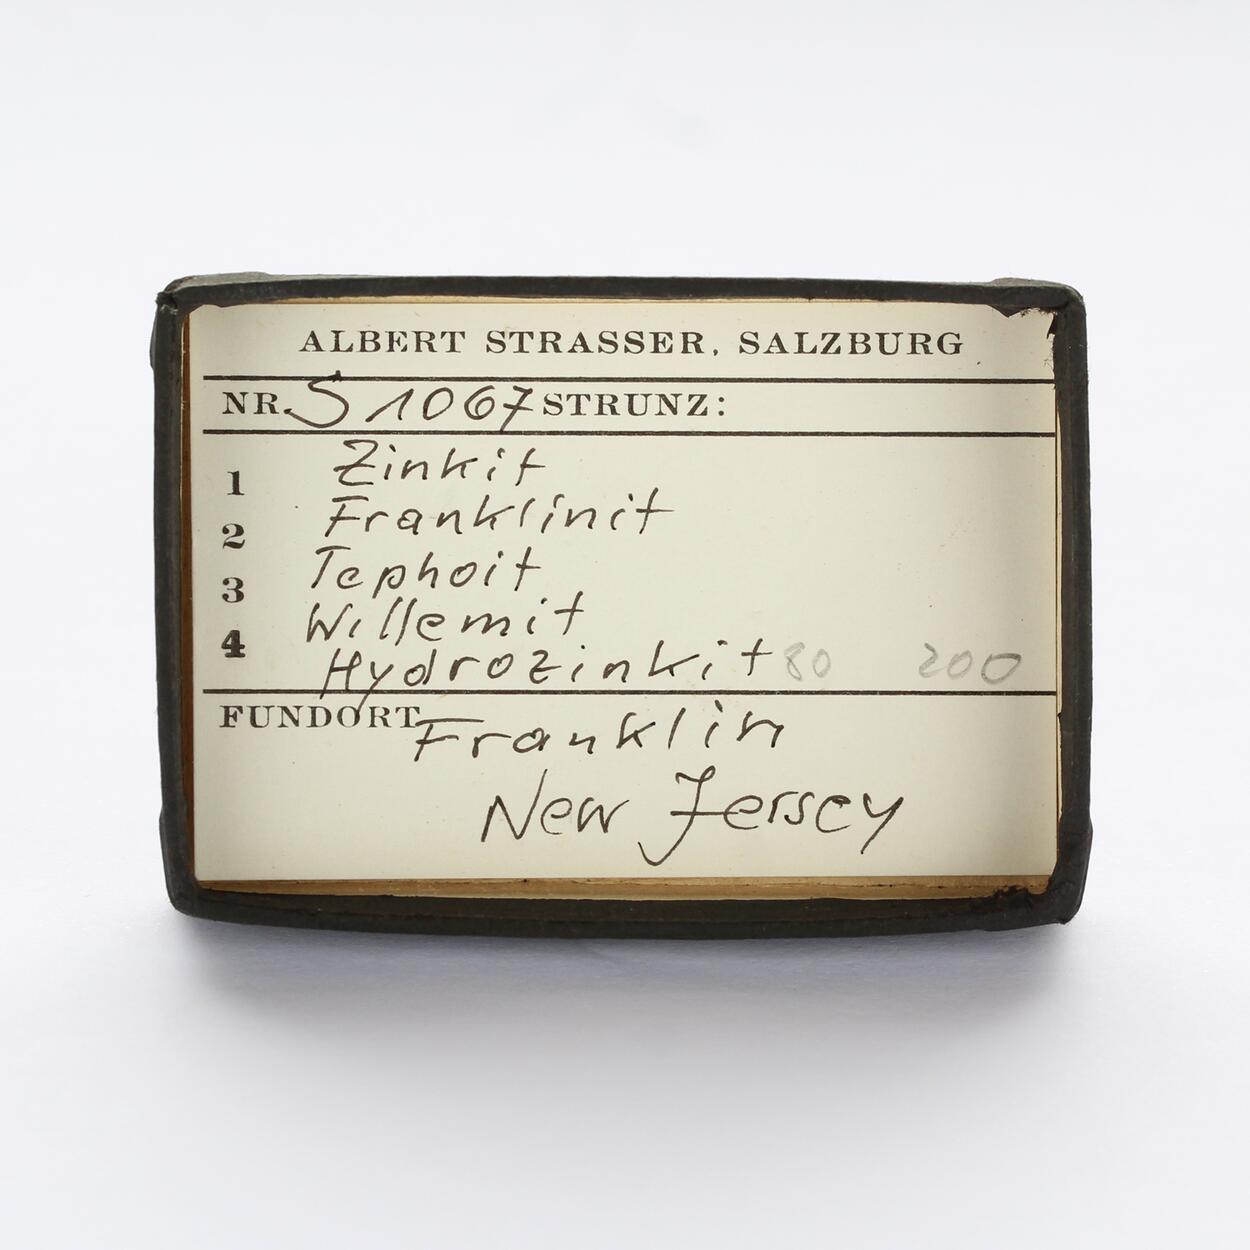 ALBERT STRASSER, SALZBURG
NR. S 1067 STRUNZ:
1 Zinkit
2 Franklinit
3 Tephoit
4 Willemit
Hydrozinkit 80 200
FUNDORT Franklin
New Jersey